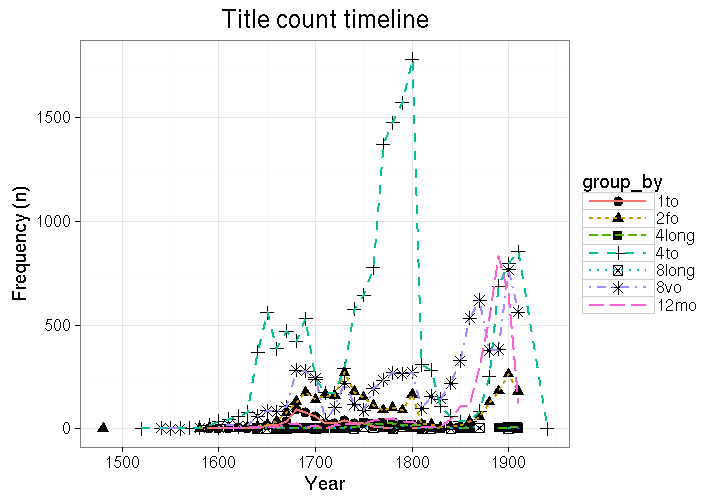 Title count timeline
1500
1000
500
0
Frequency (n)
1500
1600
1700
1800
1900
Year
group_by
1to
2fo
4long
4to
8long
8vo
12mo